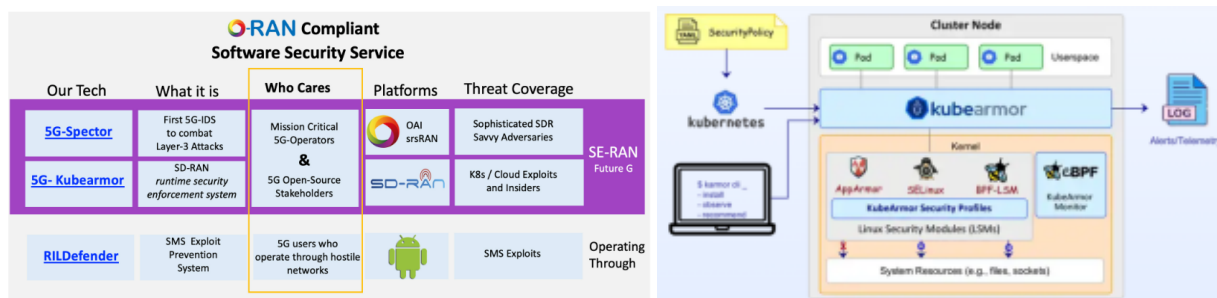 O-RAN Compliant
Software Security Service
Our Tech
What it is
Who Cares
Platforms
Threat Coverage
5G-Spector
First 5G-IDS
to combat
Layer-3 Attacks
Mission Critical
5G-Operators
&
5G Open-Source
Stakeholders
OAI
srsRAN
Sophisticated SDR
Savvy Adversaries
SE-RAN
Future G
5G- Kubearmor
SD-RAN
runtime security
enforcement system
SD-RAN
K8s / Cloud Exploits
and Insiders
RILDefender
SMS Exploit
Prevention
System
5G users who
operate through hostile
networks
SMS Exploits
Operating
Through
YAML
SecurityPolicy
kubernetes
$ karmor cli _
- install
- observe
- recommend
Cluster Node
Pod
Pod
Pod
Userspace
kubearmor
Kernel
AppArmor
SELinux
BPF-LSM
eBPF
KubeArmor Security Profiles
KubeArmor
Monitor
Linux Security Modules (LSMs)
System Resources (e.g., files, sockets)
LOG
Alerts/Telemetry